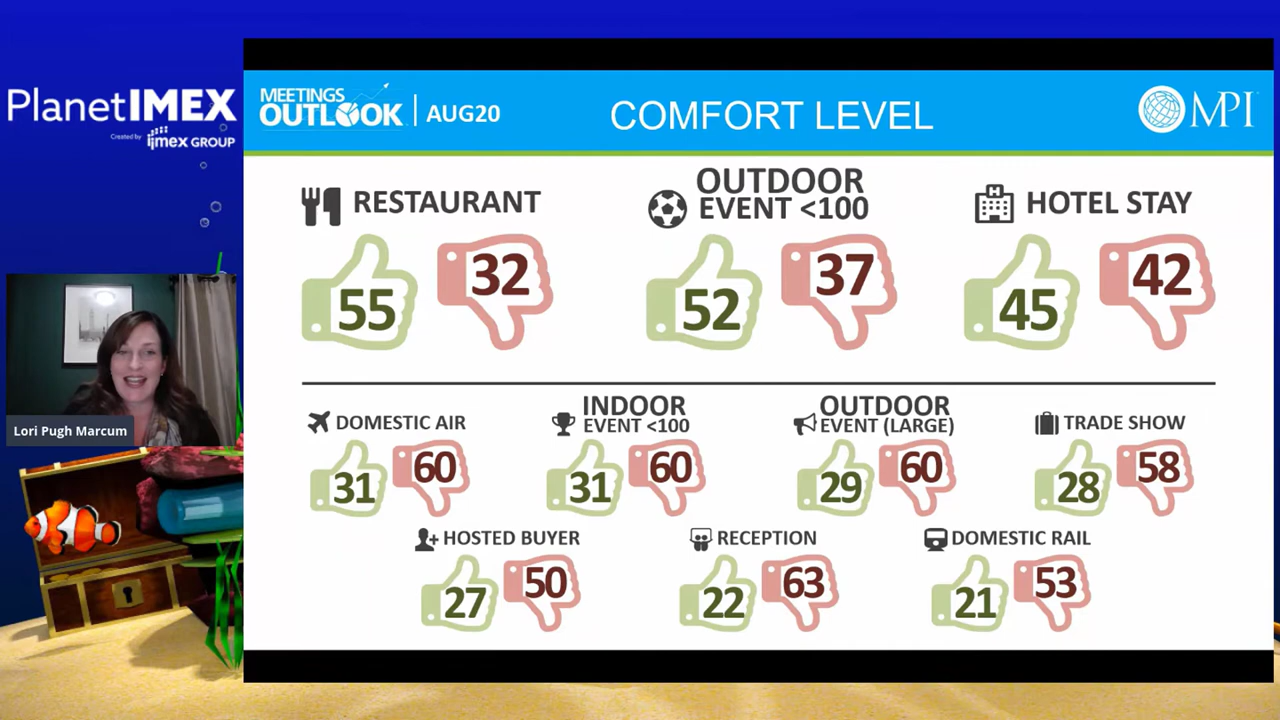 PlanetIMEX
Created by imex GROUP
MEETINGS
OUTLOOK
AUG20
COMFORT LEVEL
MPI
RESTAURANT
55
32
OUTDOOR
EVENT <100
52
37
HOTEL STAY
45
42
DOMESTIC AIR
31
60
INDOOR
EVENT <100
31
60
OUTDOOR
EVENT (LARGE)
29
60
TRADE SHOW
28
58
HOSTED BUYER
27
50
RECEPTION
22
63
DOMESTIC RAIL
21
53
Lori Pugh Marcum